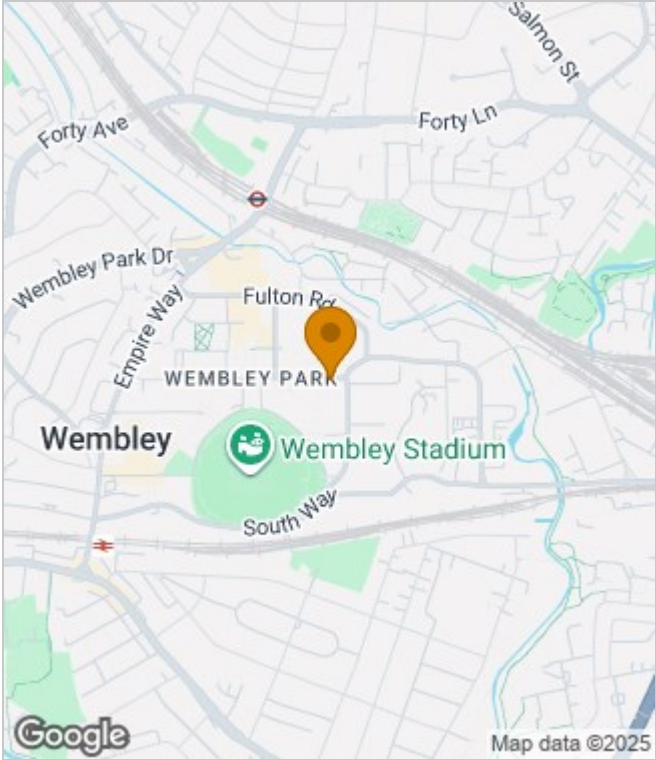 Salmon St
Forty Ave
Forty Ln
Wembley Park Dr
Empire Way
Fulton Rd
WEMBLEY PARK
Wembley
Wembley Stadium
South Way
Google
Map data ©2025